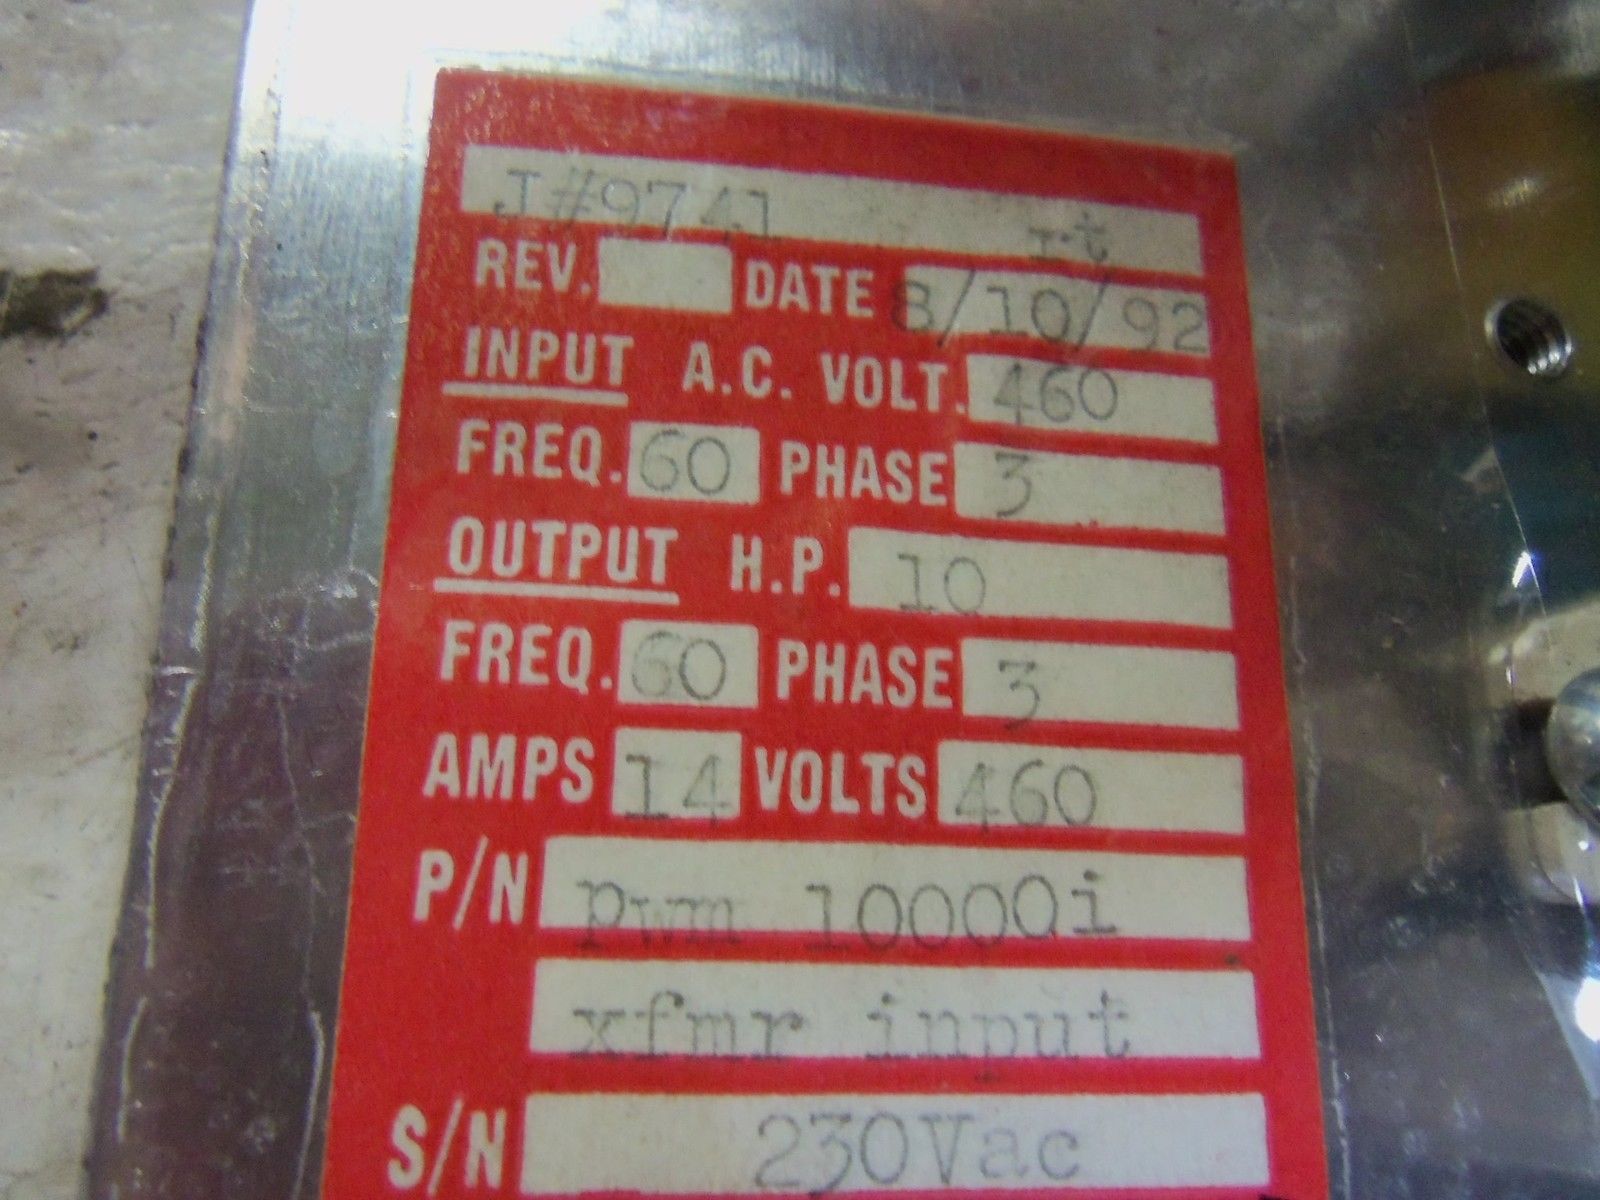 J#9741 rt
REV. DATE 8/10/92
INPUT A.C. VOLT. 460
FREQ. 60 PHASE 3
OUTPUT H.P. 10
FREQ. 60 PHASE 3
AMPS 14 VOLTS 460
P/N pwm 10000i
xfmr input
S/N 230Vac